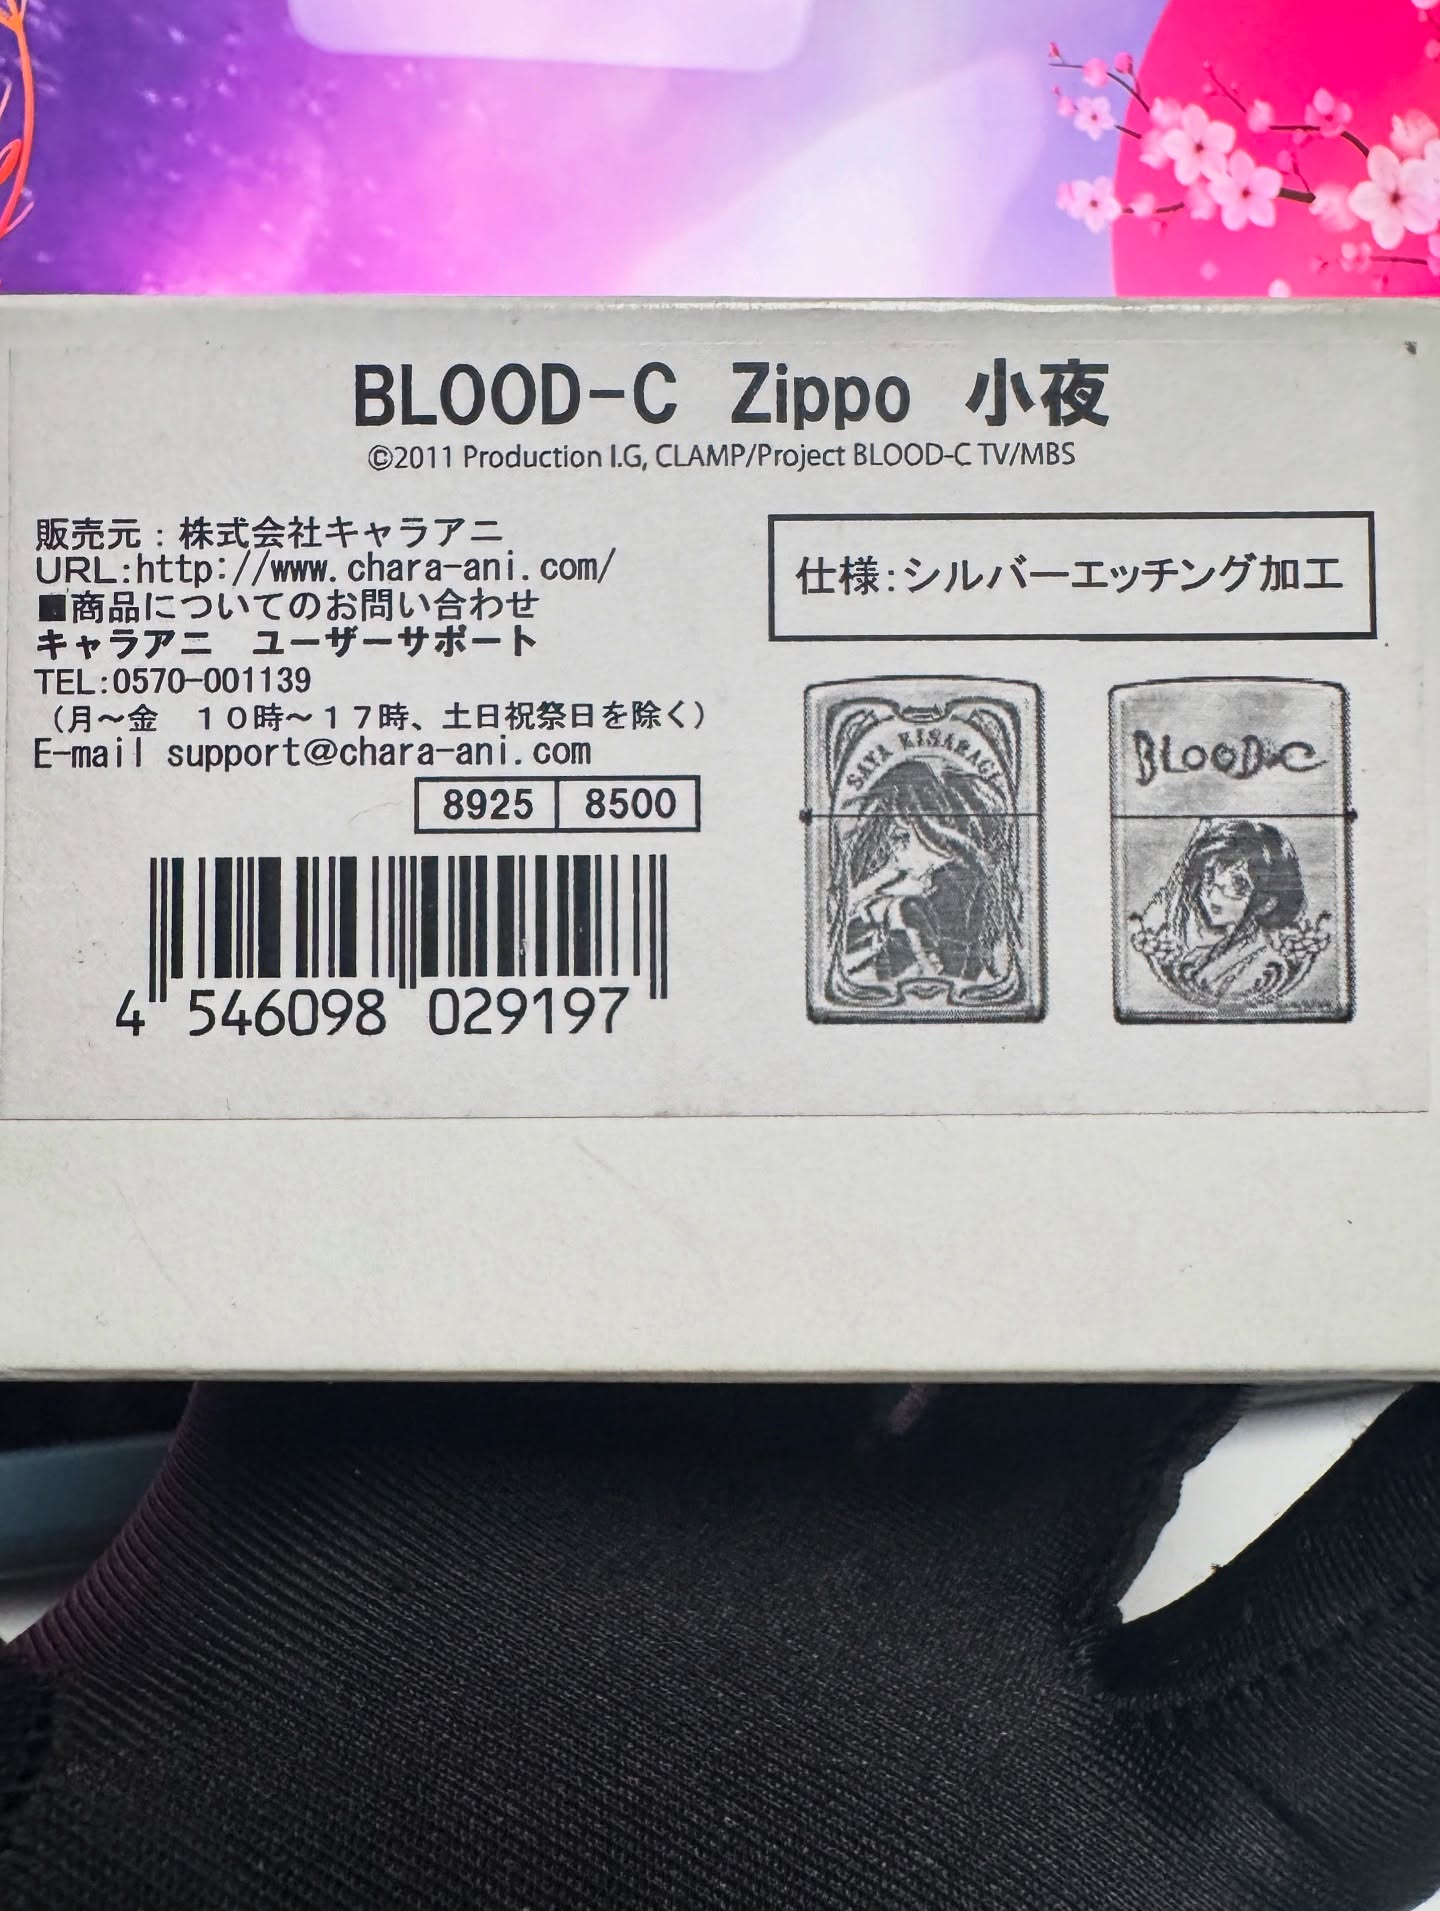 BLOOD-C Zippo 小夜
©2011 Production I.G, CLAMP/Project BLOOD-C TV/MBS
販売元：株式会社キャラアニ
URL:http://www.chara-ani.com/
■商品についてのお問い合わせ
キャラアニ　ユーザーサポート
TEL:0570-001139
（月～金　１０時～１７時、土日祝祭日を除く）
E-mail support@chara-ani.com
8925 8500
4 546098 029197
仕様：シルバーエッチング加工
SAYA KISARAGI
BLOOD-C